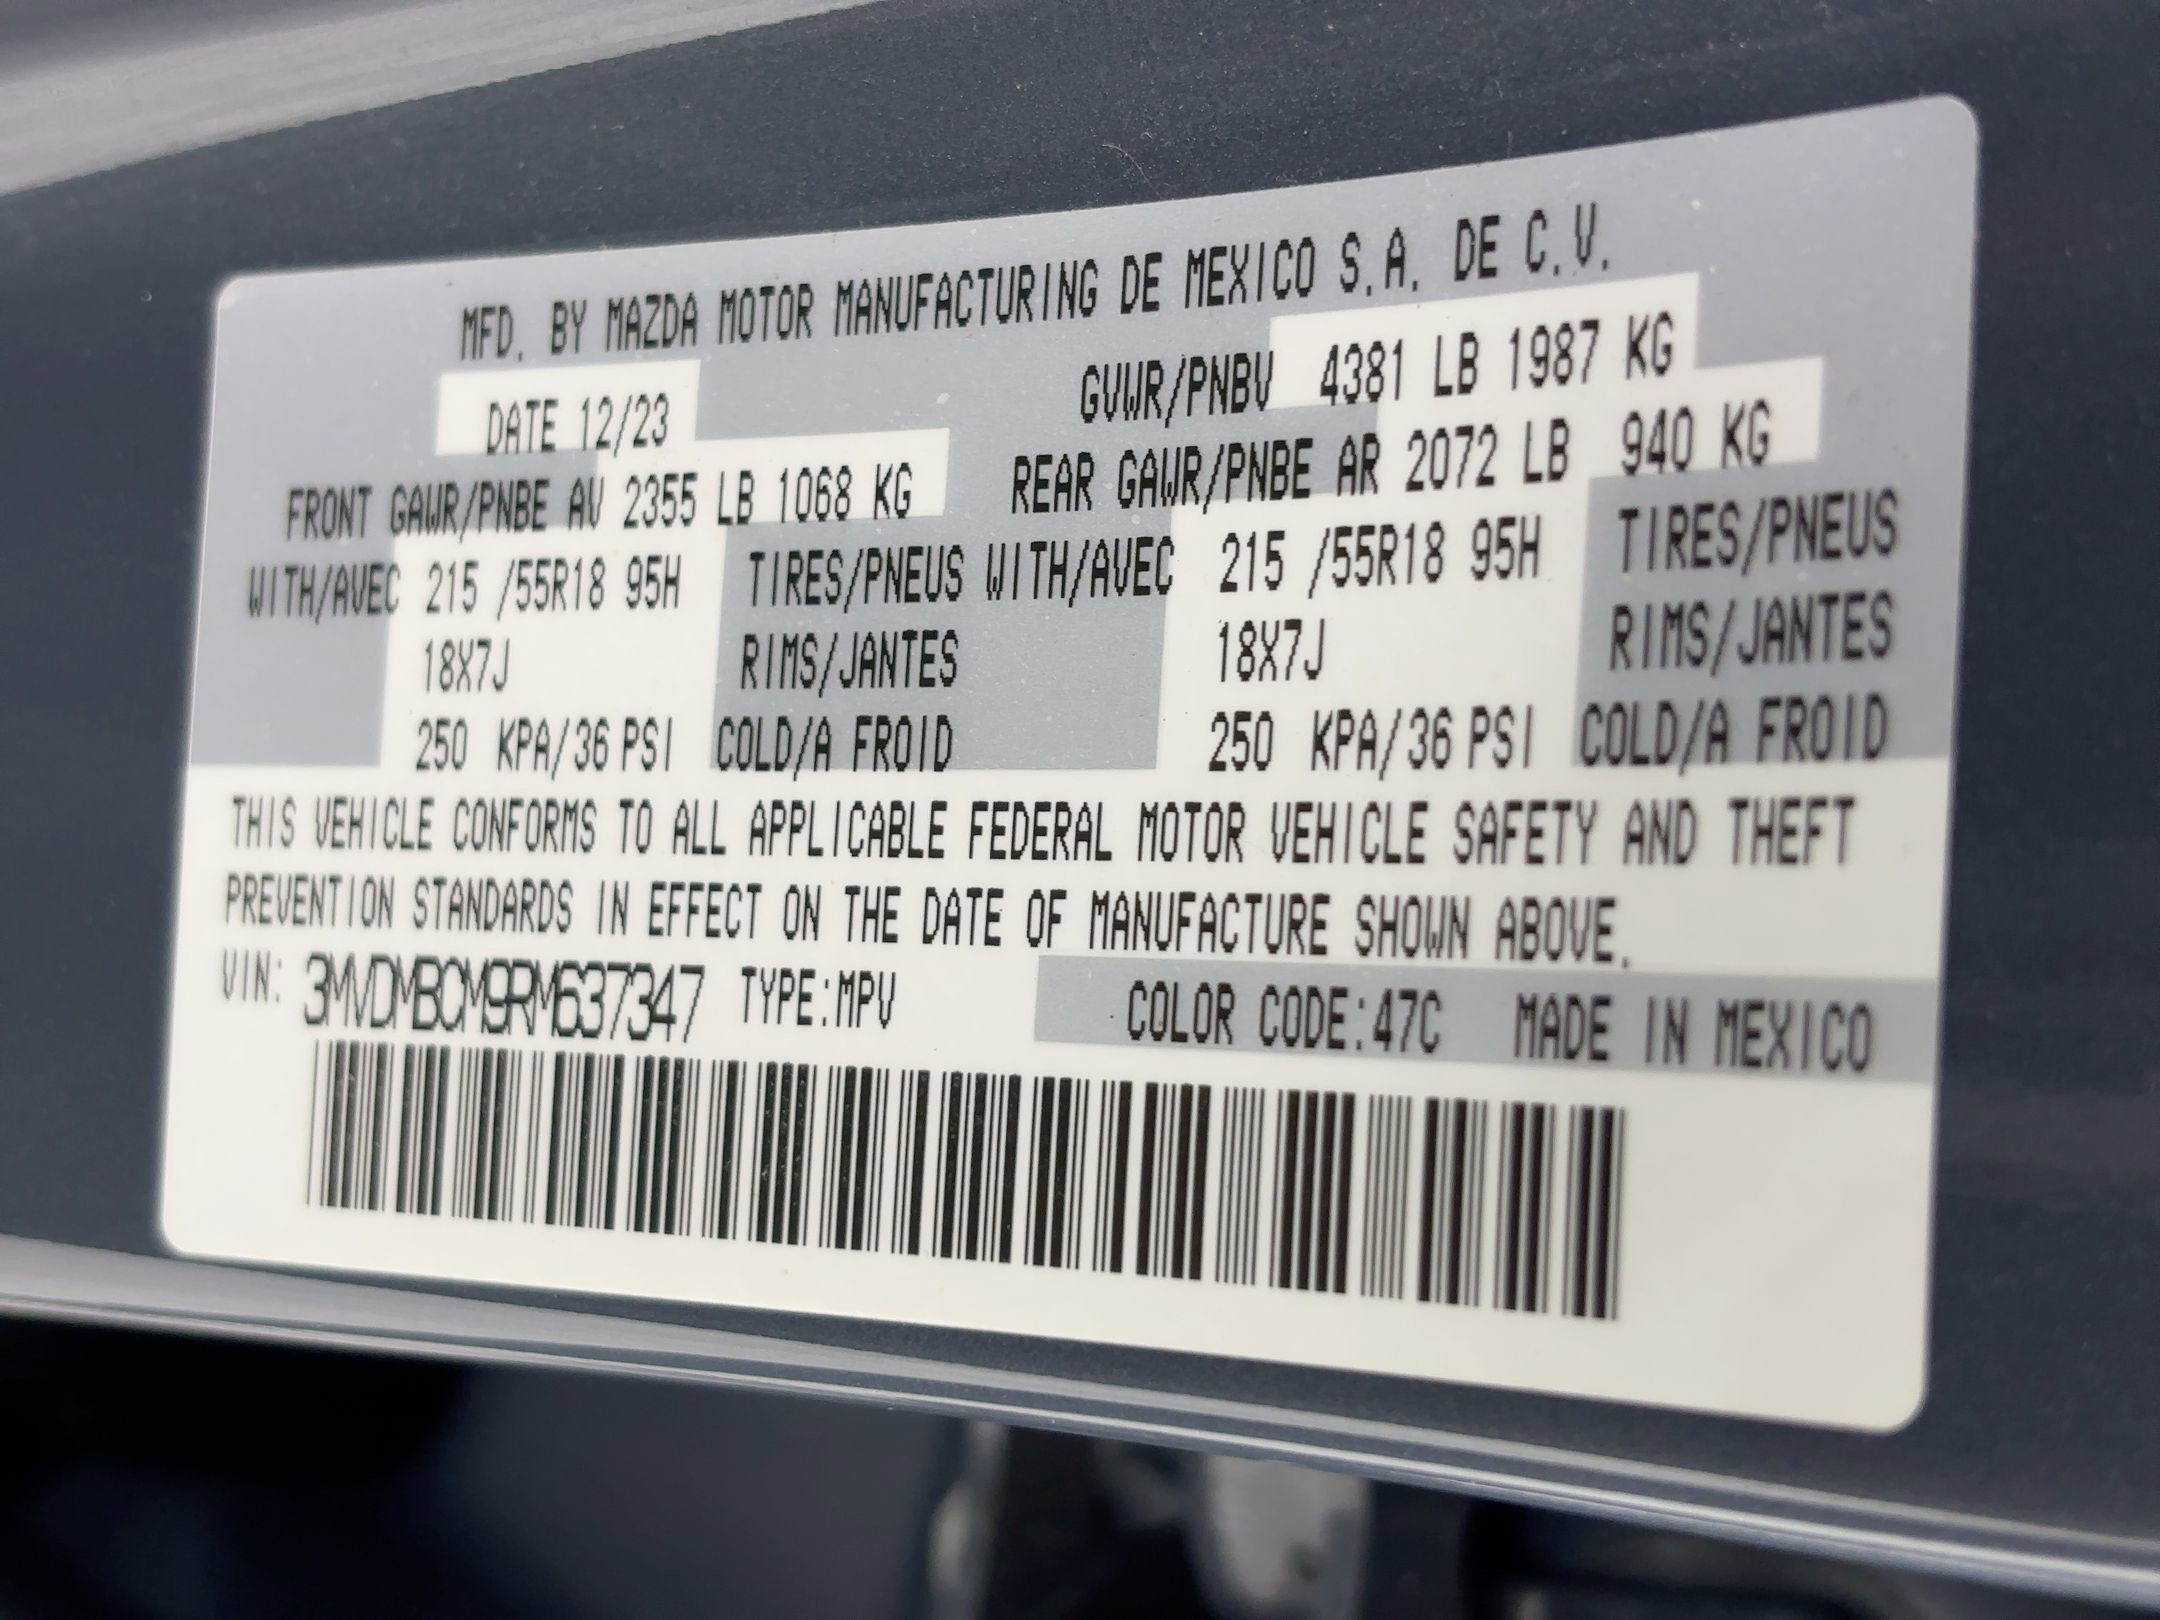 MFD. BY MAZDA MOTOR MANUFACTURING DE MEXICO S.A. DE C.V.
DATE 12/23 GVWR/PNBV 4381 LB 1987 KG
FRONT GAWR/PNBE AV 2355 LB 1068 KG REAR GAWR/PNBE AR 2072 LB 940 KG
WITH/AVEC 215 /55R18 95H TIRES/PNEUS WITH/AVEC 215 /55R18 95H TIRES/PNEUS
18X7J RIMS/JANTES 18X7J RIMS/JANTES
250 KPA/36 PSI COLD/A FROID 250 KPA/36 PSI COLD/A FROID
THIS VEHICLE CONFORMS TO ALL APPLICABLE FEDERAL MOTOR VEHICLE SAFETY AND THEFT
PREVENTION STANDARDS IN EFFECT ON THE DATE OF MANUFACTURE SHOWN ABOVE.
VIN: 3MVDMBCM9RM637347 TYPE:MPV COLOR CODE:47C MADE IN MEXICO